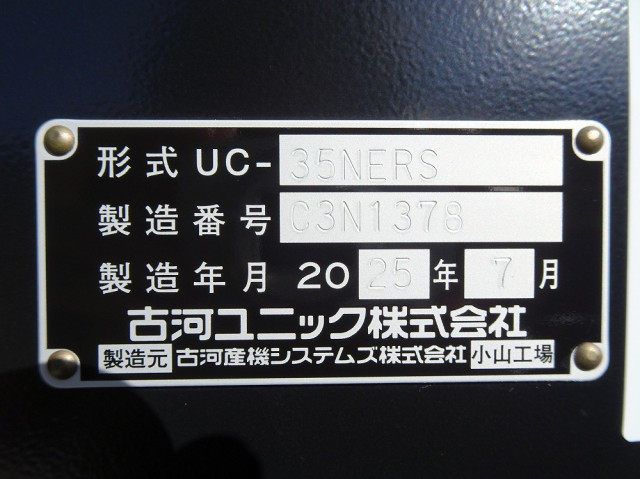 形式 UC- 35NERS
製造番号 C3N1378
製造年月 2025年7月
古河ユニック株式会社
製造元 古河産機システムズ株式会社 小山工場